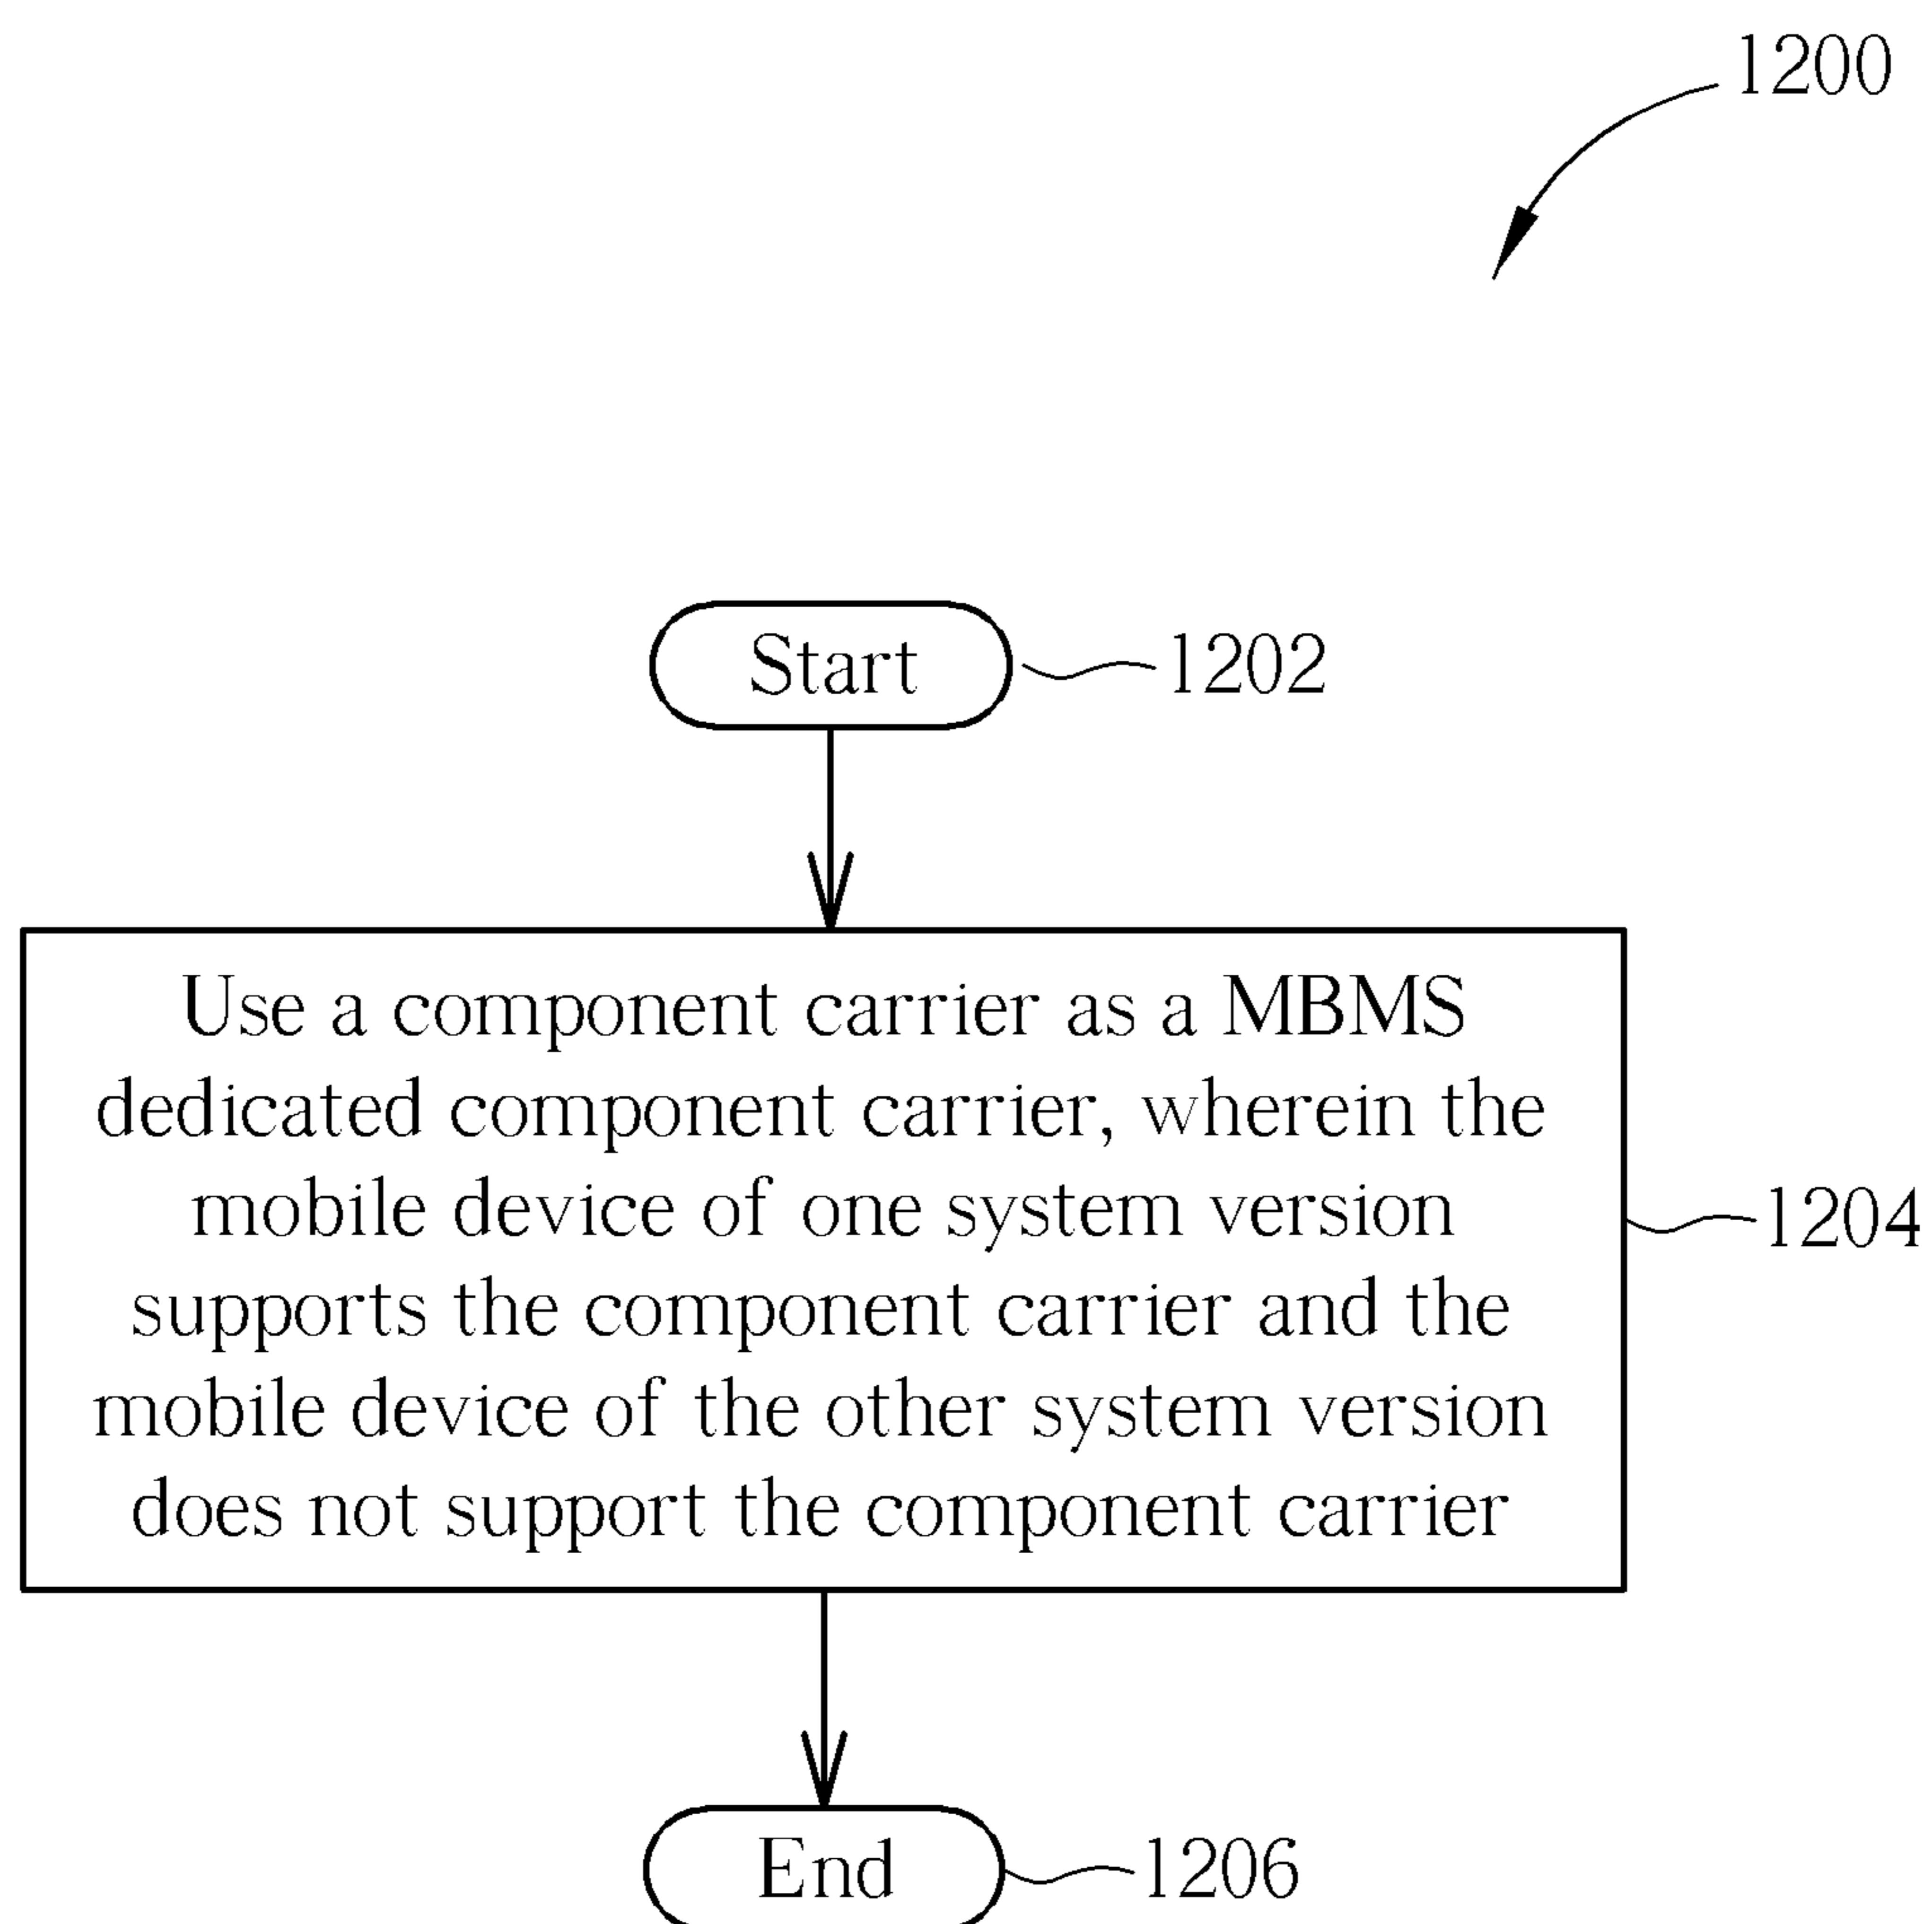 1200
Start
1202
Use a component carrier as a MBMS
dedicated component carrier, wherein the
mobile device of one system version
supports the component carrier and the
mobile device of the other system version
does not support the component carrier
1204
End
1206